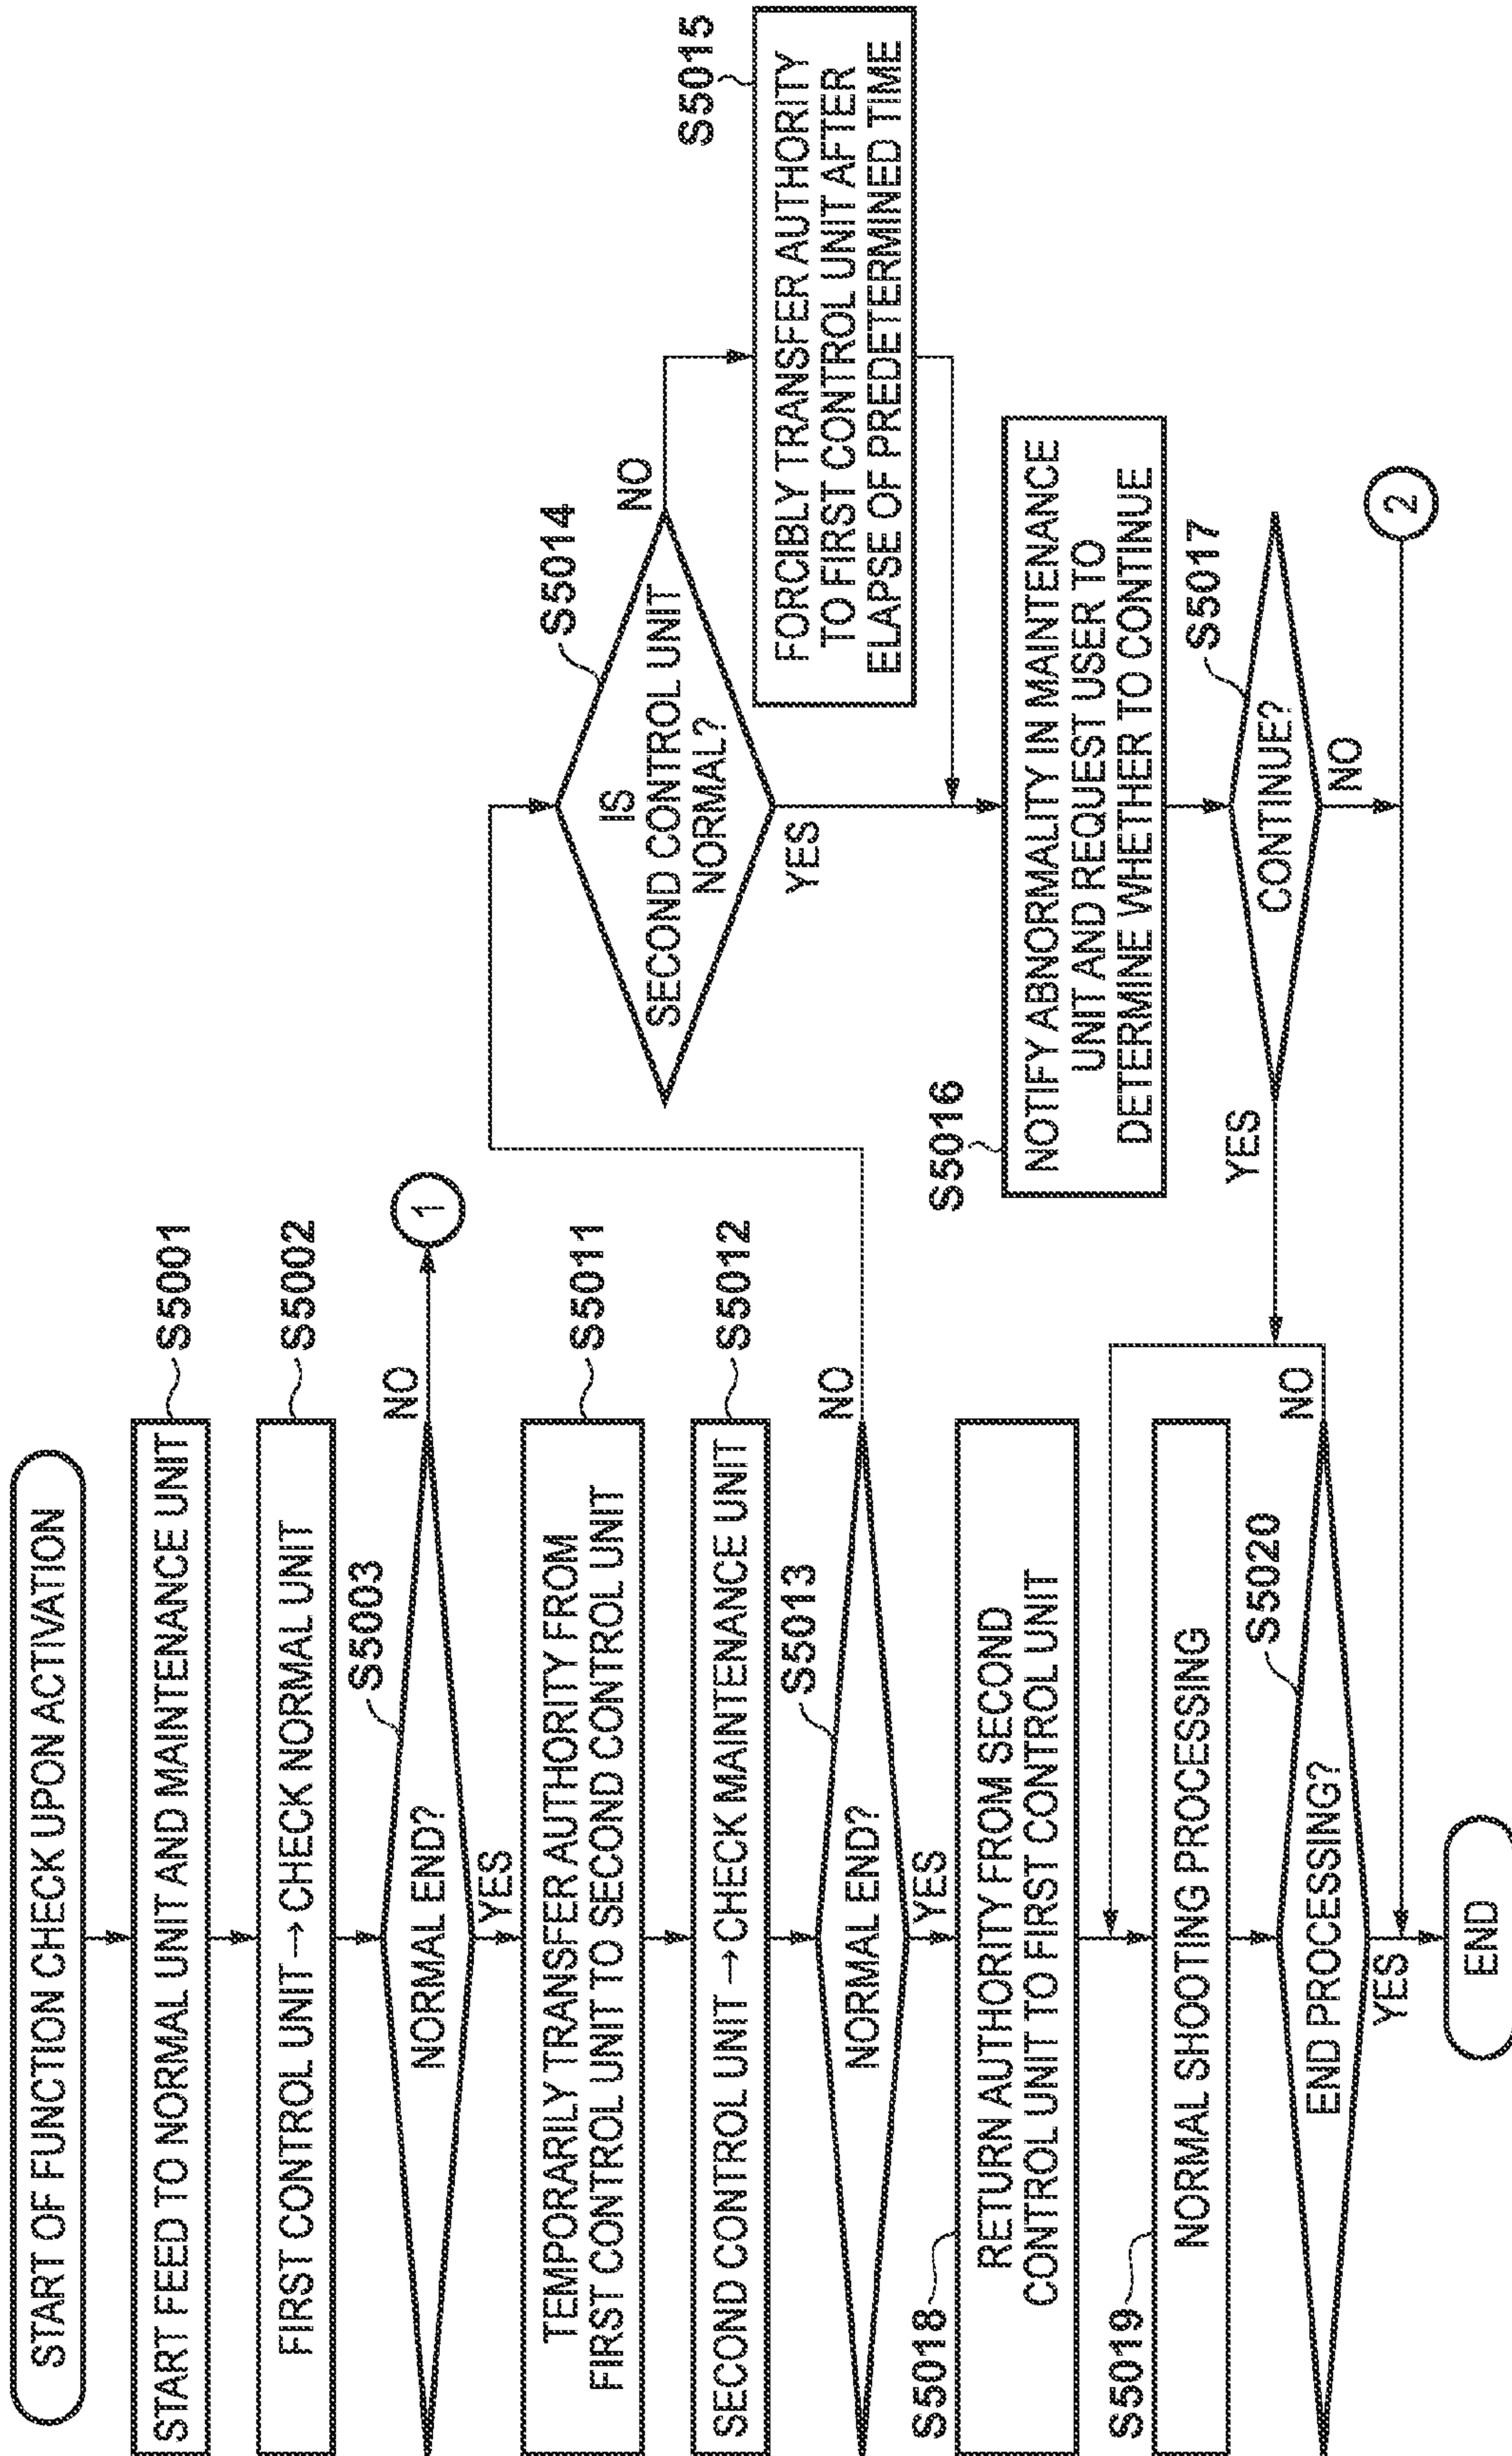 START OF FUNCTION CHECK UPON ACTIVATION
START FEED TO NORMAL UNIT AND MAINTENANCE UNIT
S5001
FIRST CONTROL UNIT → CHECK NORMAL UNIT
S5002
S5003
NORMAL END?
NO
1
YES
TEMPORARILY TRANSFER AUTHORITY FROM
FIRST CONTROL UNIT TO SECOND CONTROL UNIT
S5011
SECOND CONTROL UNIT → CHECK MAINTENANCE UNIT
S5012
S5013
NORMAL END?
NO
YES
S5014
IS
SECOND CONTROL UNIT
NORMAL?
NO
YES
S5015
FORCIBLY TRANSFER AUTHORITY
TO FIRST CONTROL UNIT AFTER
ELAPSE OF PREDETERMINED TIME
S5016
NOTIFY ABNORMALITY IN MAINTENANCE
UNIT AND REQUEST USER TO
DETERMINE WHETHER TO CONTINUE
S5017
CONTINUE?
YES
NO
2
S5018
RETURN AUTHORITY FROM SECOND
CONTROL UNIT TO FIRST CONTROL UNIT
S5019
NORMAL SHOOTING PROCESSING
S5020
END PROCESSING?
NO
YES
END